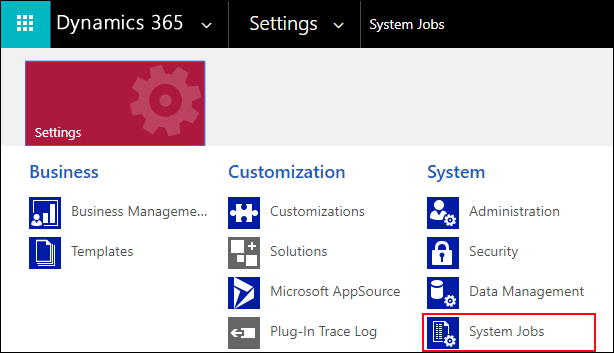 Dynamics 365 Settings System Jobs
Settings
Business Customization System
Business Manageme... Customizations Administration
Templates Solutions Security
Microsoft AppSource Data Management
Plug-In Trace Log System Jobs